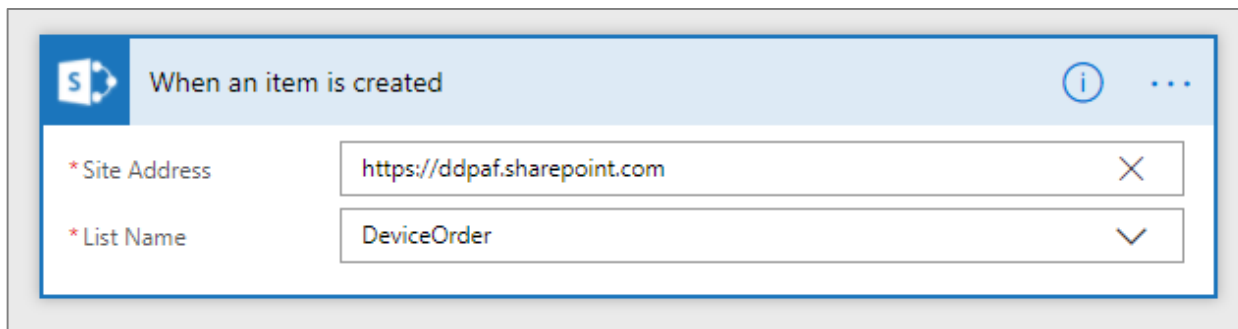 S
When an item is created
i
...
* Site Address
https://ddpaf.sharepoint.com
* List Name
DeviceOrder